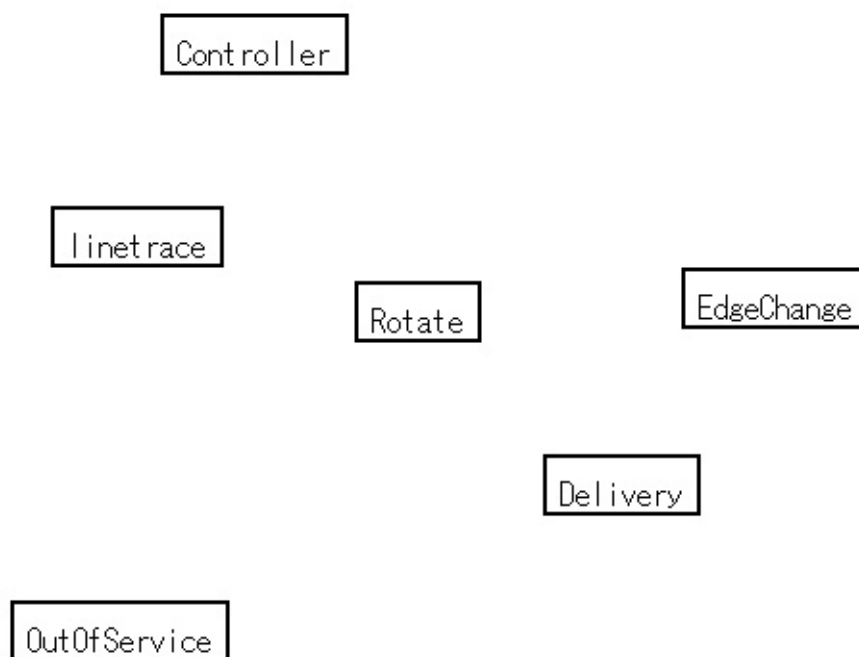 Controller
linetrace
Rotate
EdgeChange
Delivery
OutOfService